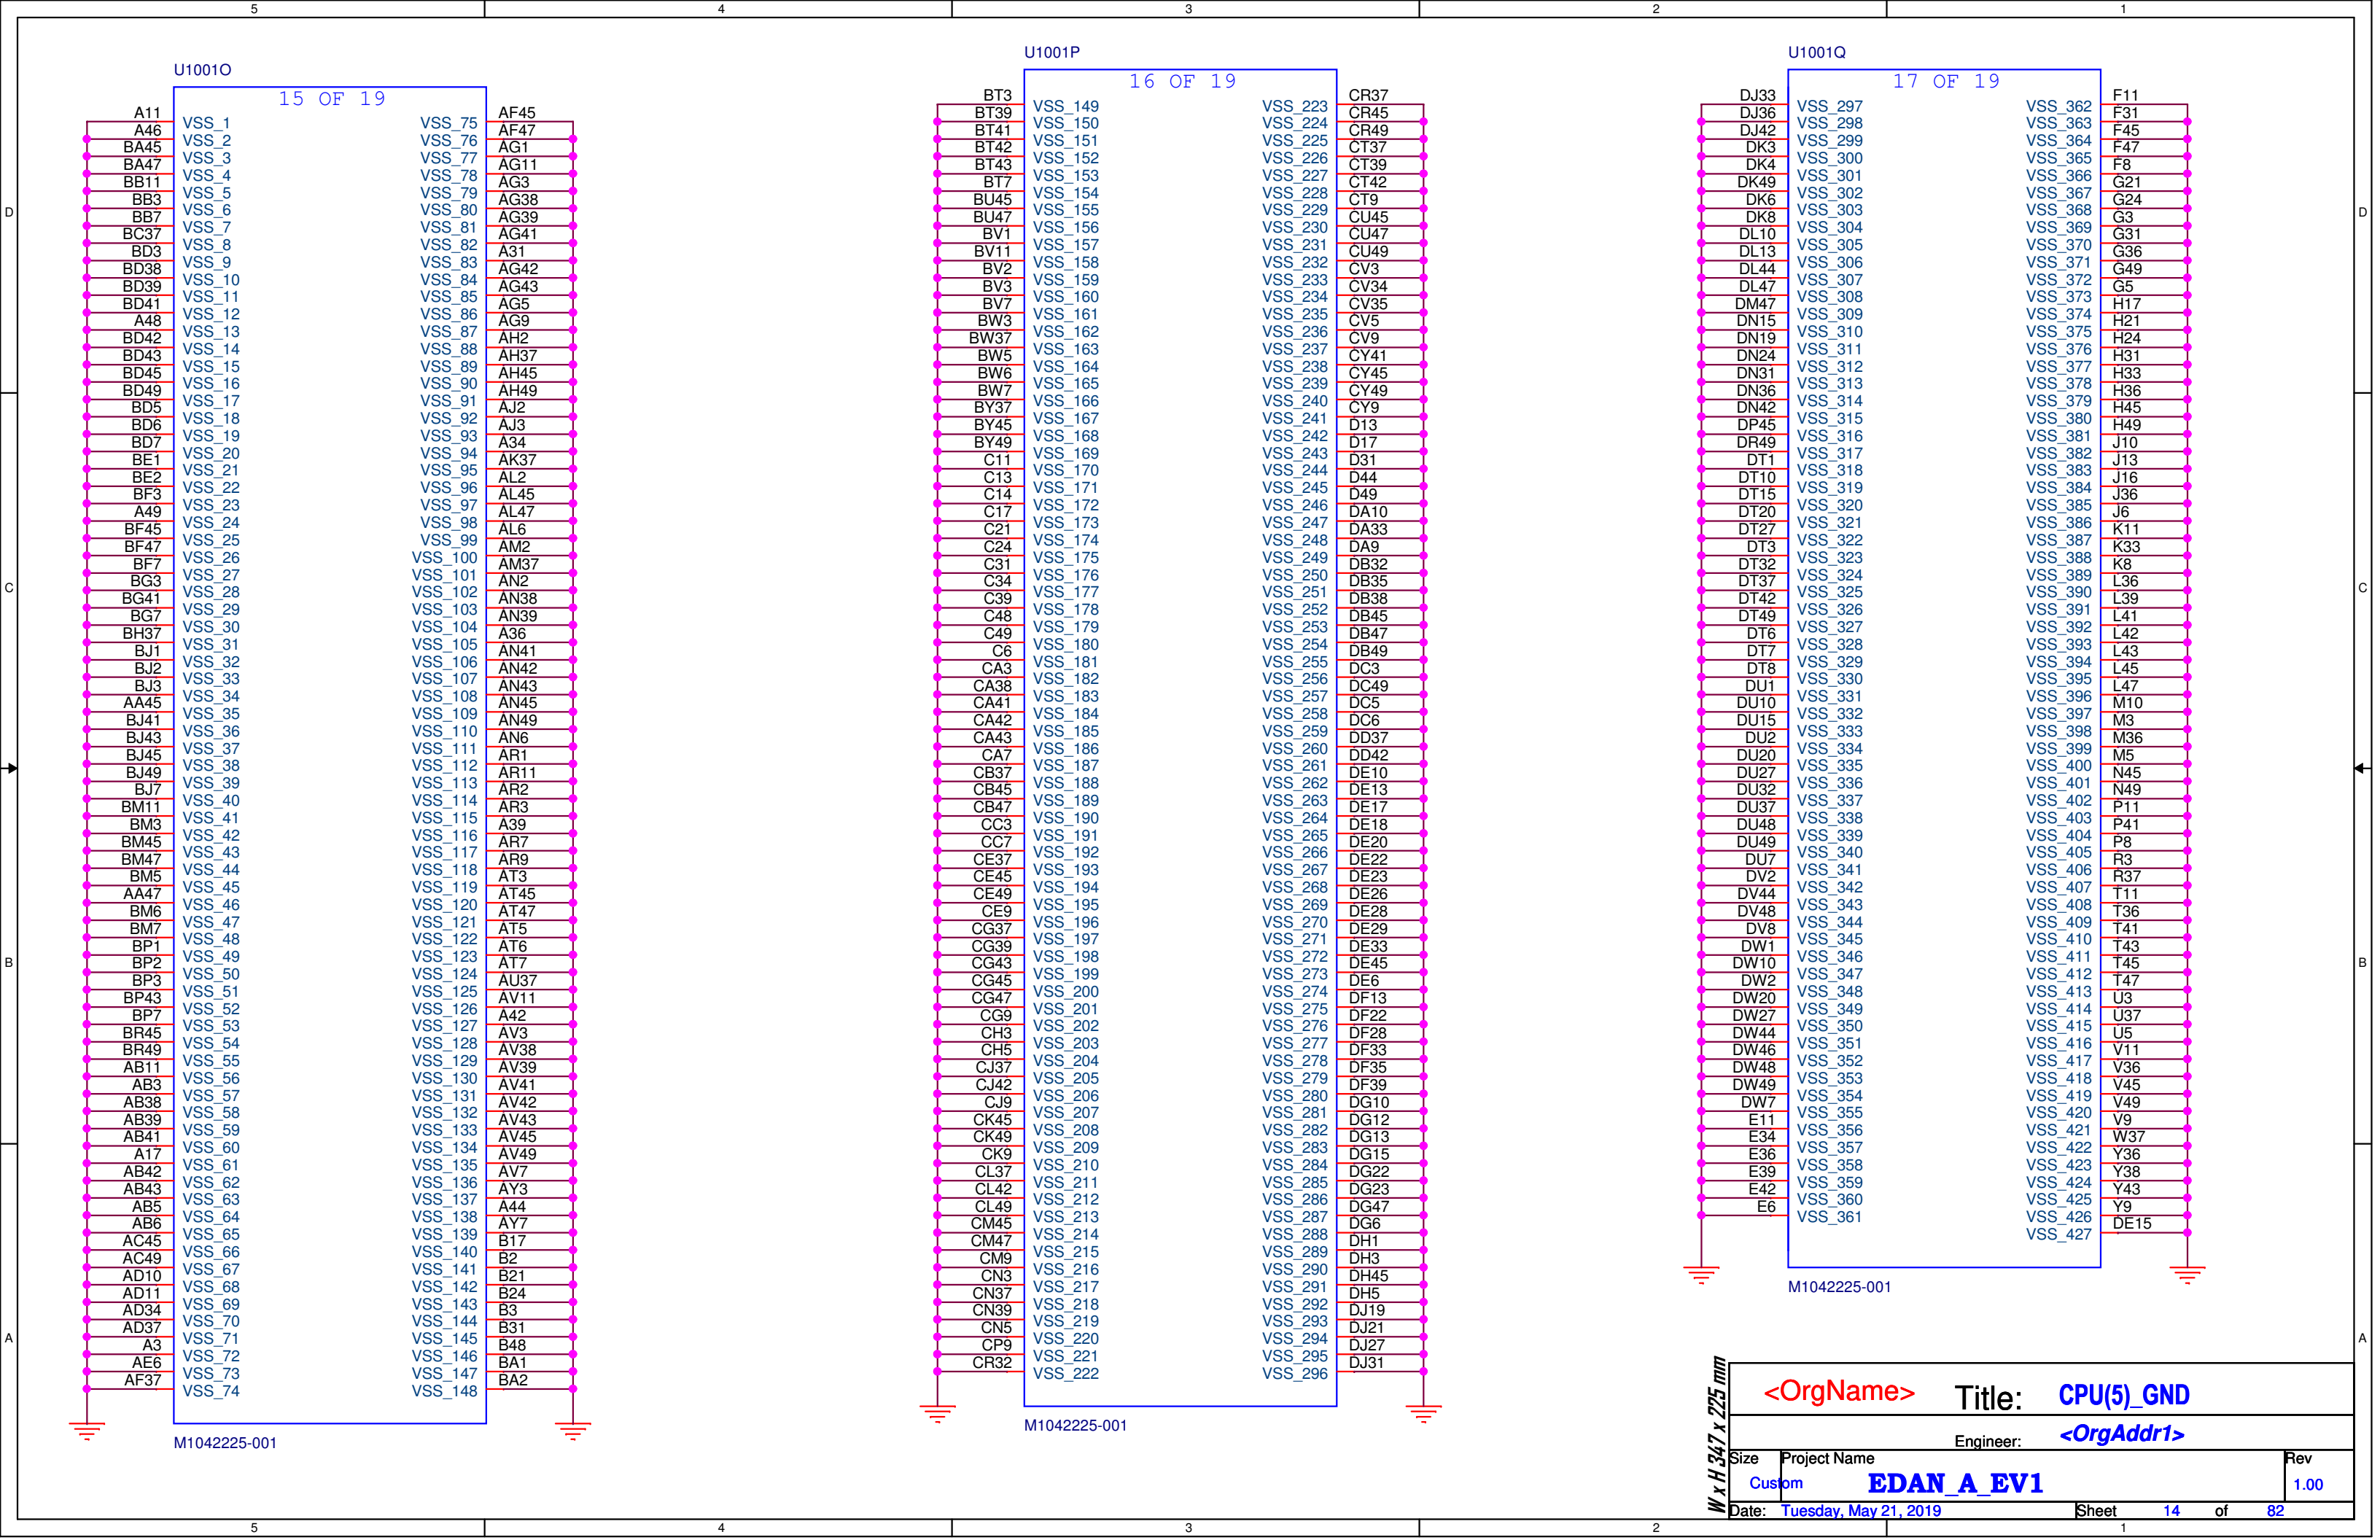 5 4 3 2 1
U1001O
15 OF 19
A11 VSS_1 VSS_75 AF45
A46 VSS_2 VSS_76 AF47
BA45 VSS_3 VSS_77 AG1
BA47 VSS_4 VSS_78 AG11
BB11 VSS_5 VSS_79 AG3
BB3 VSS_6 VSS_80 AG38
BB7 VSS_7 VSS_81 AG39
BC37 VSS_8 VSS_82 AG41
BD3 VSS_9 VSS_83 A31
BD38 VSS_10 VSS_84 AG42
BD39 VSS_11 VSS_85 AG43
BD41 VSS_12 VSS_86 AG5
A48 VSS_13 VSS_87 AG9
BD42 VSS_14 VSS_88 AH2
BD43 VSS_15 VSS_89 AH37
BD45 VSS_16 VSS_90 AH45
BD49 VSS_17 VSS_91 AH49
BD5 VSS_18 VSS_92 AJ2
BD6 VSS_19 VSS_93 AJ3
BD7 VSS_20 VSS_94 A34
BE1 VSS_21 VSS_95 AK37
BE2 VSS_22 VSS_96 AL2
BF3 VSS_23 VSS_97 AL45
A49 VSS_24 VSS_98 AL47
BF45 VSS_25 VSS_99 AL6
BF47 VSS_26 VSS_100 AM2
BF7 VSS_27 VSS_101 AM37
BG3 VSS_28 VSS_102 AN2
BG41 VSS_29 VSS_103 AN38
BG7 VSS_30 VSS_104 AN39
BH37 VSS_31 VSS_105 A36
BJ1 VSS_32 VSS_106 AN41
BJ2 VSS_33 VSS_107 AN42
BJ3 VSS_34 VSS_108 AN43
AA45 VSS_35 VSS_109 AN45
BJ41 VSS_36 VSS_110 AN49
BJ43 VSS_37 VSS_111 AN6
BJ45 VSS_38 VSS_112 AR1
BJ49 VSS_39 VSS_113 AR11
BJ7 VSS_40 VSS_114 AR2
BM11 VSS_41 VSS_115 AR3
BM3 VSS_42 VSS_116 A39
BM45 VSS_43 VSS_117 AR7
BM47 VSS_44 VSS_118 AR9
BM5 VSS_45 VSS_119 AT3
AA47 VSS_46 VSS_120 AT45
BM6 VSS_47 VSS_121 AT47
BM7 VSS_48 VSS_122 AT5
BP1 VSS_49 VSS_123 AT6
BP2 VSS_50 VSS_124 AT7
BP3 VSS_51 VSS_125 AU37
BP43 VSS_52 VSS_126 AV11
BP7 VSS_53 VSS_127 A42
BR45 VSS_54 VSS_128 AV3
BR49 VSS_55 VSS_129 AV38
AB11 VSS_56 VSS_130 AV39
AB3 VSS_57 VSS_131 AV41
AB38 VSS_58 VSS_132 AV42
AB39 VSS_59 VSS_133 AV43
AB41 VSS_60 VSS_134 AV45
A17 VSS_61 VSS_135 AV49
AB42 VSS_62 VSS_136 AV7
AB43 VSS_63 VSS_137 AY3
AB5 VSS_64 VSS_138 A44
AB6 VSS_65 VSS_139 AY7
AC45 VSS_66 VSS_140 B17
AC49 VSS_67 VSS_141 B2
AD10 VSS_68 VSS_142 B21
AD11 VSS_69 VSS_143 B24
AD34 VSS_70 VSS_144 B3
AD37 VSS_71 VSS_145 B31
A3 VSS_72 VSS_146 B48
AE6 VSS_73 VSS_147 BA1
AF37 VSS_74 VSS_148 BA2
M1042225-001
U1001P
16 OF 19
BT3 VSS_149 VSS_223 CR37
BT39 VSS_150 VSS_224 CR45
BT41 VSS_151 VSS_225 CR49
BT42 VSS_152 VSS_226 CT37
BT43 VSS_153 VSS_227 CT39
BT7 VSS_154 VSS_228 CT42
BU45 VSS_155 VSS_229 CT9
BU47 VSS_156 VSS_230 CU45
BV1 VSS_157 VSS_231 CU47
BV11 VSS_158 VSS_232 CU49
BV2 VSS_159 VSS_233 CV3
BV3 VSS_160 VSS_234 CV34
BV7 VSS_161 VSS_235 CV35
BW3 VSS_162 VSS_236 CV5
BW37 VSS_163 VSS_237 CV9
BW5 VSS_164 VSS_238 CY41
BW6 VSS_165 VSS_239 CY45
BW7 VSS_166 VSS_240 CY49
BY37 VSS_167 VSS_241 CY9
BY45 VSS_168 VSS_242 D13
BY49 VSS_169 VSS_243 D17
C11 VSS_170 VSS_244 D31
C13 VSS_171 VSS_245 D44
C14 VSS_172 VSS_246 D49
C17 VSS_173 VSS_247 DA10
C21 VSS_174 VSS_248 DA33
C24 VSS_175 VSS_249 DA9
C31 VSS_176 VSS_250 DB32
C34 VSS_177 VSS_251 DB35
C39 VSS_178 VSS_252 DB38
C48 VSS_179 VSS_253 DB45
C49 VSS_180 VSS_254 DB47
C6 VSS_181 VSS_255 DB49
CA3 VSS_182 VSS_256 DC3
CA38 VSS_183 VSS_257 DC49
CA41 VSS_184 VSS_258 DC5
CA42 VSS_185 VSS_259 DC6
CA43 VSS_186 VSS_260 DD37
CA7 VSS_187 VSS_261 DD42
CB37 VSS_188 VSS_262 DE10
CB45 VSS_189 VSS_263 DE13
CB47 VSS_190 VSS_264 DE17
CC3 VSS_191 VSS_265 DE18
CC7 VSS_192 VSS_266 DE20
CE37 VSS_193 VSS_267 DE22
CE45 VSS_194 VSS_268 DE23
CE49 VSS_195 VSS_269 DE26
CE9 VSS_196 VSS_270 DE28
CG37 VSS_197 VSS_271 DE29
CG39 VSS_198 VSS_272 DE33
CG43 VSS_199 VSS_273 DE45
CG45 VSS_200 VSS_274 DE6
CG47 VSS_201 VSS_275 DF13
CG9 VSS_202 VSS_276 DF22
CH3 VSS_203 VSS_277 DF28
CH5 VSS_204 VSS_278 DF33
CJ37 VSS_205 VSS_279 DF35
CJ42 VSS_206 VSS_280 DF39
CJ9 VSS_207 VSS_281 DG10
CK45 VSS_208 VSS_282 DG12
CK49 VSS_209 VSS_283 DG13
CK9 VSS_210 VSS_284 DG15
CL37 VSS_211 VSS_285 DG22
CL42 VSS_212 VSS_286 DG23
CL49 VSS_213 VSS_287 DG47
CM45 VSS_214 VSS_288 DG6
CM47 VSS_215 VSS_289 DH1
CM9 VSS_216 VSS_290 DH3
CN3 VSS_217 VSS_291 DH45
CN37 VSS_218 VSS_292 DH5
CN39 VSS_219 VSS_293 DJ19
CN5 VSS_220 VSS_294 DJ21
CP9 VSS_221 VSS_295 DJ27
CR32 VSS_222 VSS_296 DJ31
M1042225-001
U1001Q
17 OF 19
DJ33 VSS_297 VSS_362 F11
DJ36 VSS_298 VSS_363 F31
DJ42 VSS_299 VSS_364 F45
DK3 VSS_300 VSS_365 F47
DK4 VSS_301 VSS_366 F8
DK49 VSS_302 VSS_367 G21
DK6 VSS_303 VSS_368 G24
DK8 VSS_304 VSS_369 G3
DL10 VSS_305 VSS_370 G31
DL13 VSS_306 VSS_371 G36
DL44 VSS_307 VSS_372 G49
DL47 VSS_308 VSS_373 G5
DM47 VSS_309 VSS_374 H17
DN15 VSS_310 VSS_375 H21
DN19 VSS_311 VSS_376 H24
DN24 VSS_312 VSS_377 H31
DN31 VSS_313 VSS_378 H33
DN36 VSS_314 VSS_379 H36
DN42 VSS_315 VSS_380 H45
DP45 VSS_316 VSS_381 H49
DR49 VSS_317 VSS_382 J10
DT1 VSS_318 VSS_383 J13
DT10 VSS_319 VSS_384 J16
DT15 VSS_320 VSS_385 J36
DT20 VSS_321 VSS_386 J6
DT27 VSS_322 VSS_387 K11
DT3 VSS_323 VSS_388 K33
DT32 VSS_324 VSS_389 K8
DT37 VSS_325 VSS_390 L36
DT42 VSS_326 VSS_391 L39
DT49 VSS_327 VSS_392 L41
DT6 VSS_328 VSS_393 L42
DT7 VSS_329 VSS_394 L43
DT8 VSS_330 VSS_395 L45
DU1 VSS_331 VSS_396 L47
DU10 VSS_332 VSS_397 M10
DU15 VSS_333 VSS_398 M3
DU2 VSS_334 VSS_399 M36
DU20 VSS_335 VSS_400 M5
DU27 VSS_336 VSS_401 N45
DU32 VSS_337 VSS_402 N49
DU37 VSS_338 VSS_403 P11
DU48 VSS_339 VSS_404 P41
DU49 VSS_340 VSS_405 P8
DU7 VSS_341 VSS_406 R3
DV2 VSS_342 VSS_407 R37
DV44 VSS_343 VSS_408 T11
DV48 VSS_344 VSS_409 T36
DV8 VSS_345 VSS_410 T41
DW1 VSS_346 VSS_411 T43
DW10 VSS_347 VSS_412 T45
DW2 VSS_348 VSS_413 T47
DW20 VSS_349 VSS_414 U3
DW27 VSS_350 VSS_415 U37
DW44 VSS_351 VSS_416 U5
DW46 VSS_352 VSS_417 V11
DW48 VSS_353 VSS_418 V36
DW49 VSS_354 VSS_419 V45
DW7 VSS_355 VSS_420 V49
E11 VSS_356 VSS_421 V9
E34 VSS_357 VSS_422 W37
E36 VSS_358 VSS_423 Y36
E39 VSS_359 VSS_424 Y38
E42 VSS_360 VSS_425 Y43
E6 VSS_361 VSS_426 Y9
VSS_427 DE15
M1042225-001
D D
C C
B B
A A
W x H 347 x 225 mm
<OrgName> Title: CPU(5)_GND
Engineer: <OrgAddr1>
Size Project Name Rev
Custom EDAN_A_EV1 1.00
Date: Tuesday, May 21, 2019 Sheet 14 of 82
5 4 3 2 1